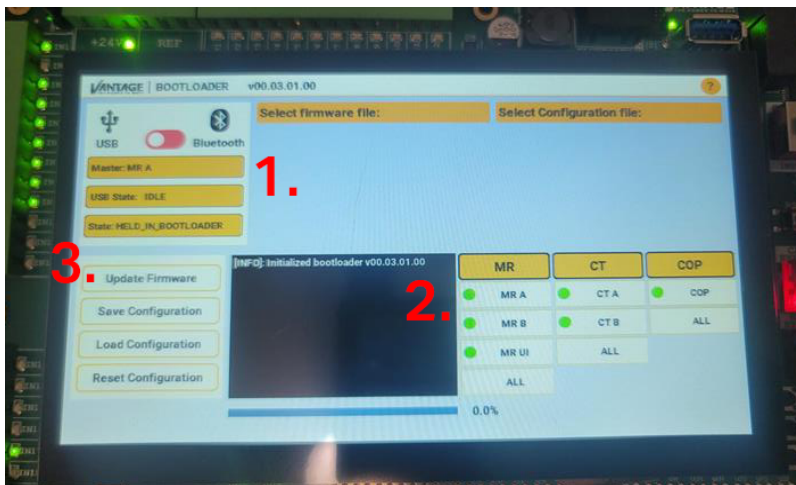 +24V REF
VANTAGE | BOOTLOADER v00.03.01.00 ?
USB Bluetooth
Select firmware file:
Select Configuration file:
Master: MR A
USB State: IDLE
State: HELD_IN_BOOTLOADER
1.
3.
Update Firmware
Save Configuration
Load Configuration
Reset Configuration
[INFO]: Initialized bootloader v00.03.01.00
2.
MR CT COP
MR A CT A COP
MR B CT B ALL
MR UI ALL
ALL
0.0%